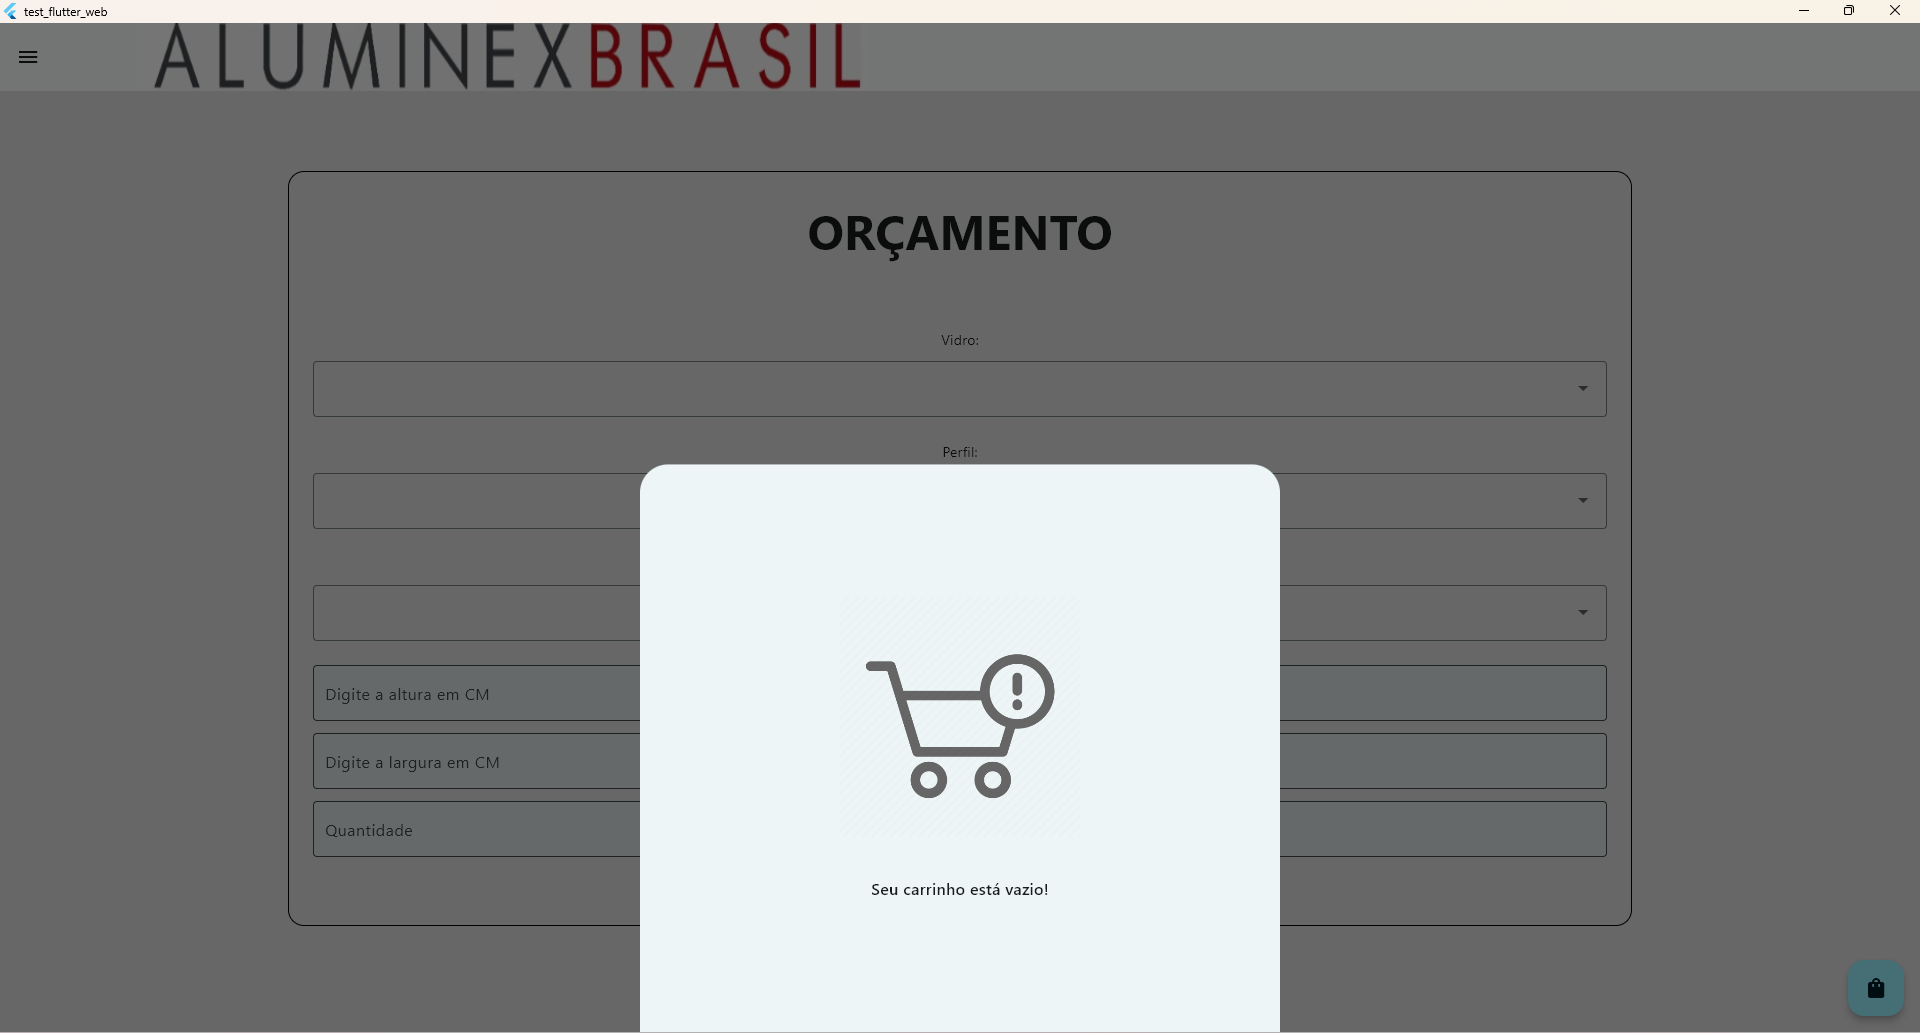 test_flutter_web
ALUMINEXBRASIL
ORÇAMENTO
Vidro:
Perfil:
Digite a altura em CM
Digite a largura em CM
Quantidade
Seu carrinho está vazio!